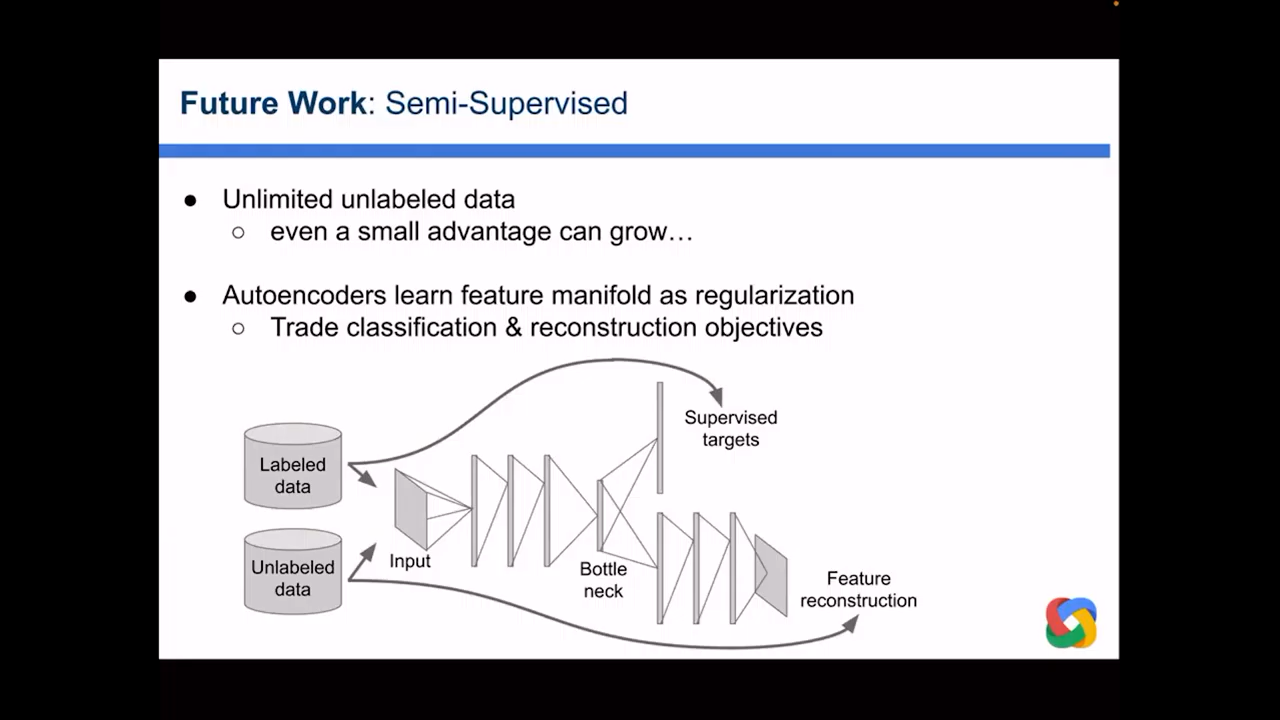 Future Work: Semi-Supervised
● Unlimited unlabeled data
○ even a small advantage can grow…
● Autoencoders learn feature manifold as regularization
○ Trade classification & reconstruction objectives
Supervised
targets
Labeled
data
Input
Unlabeled
data
Bottle
neck
Feature
reconstruction